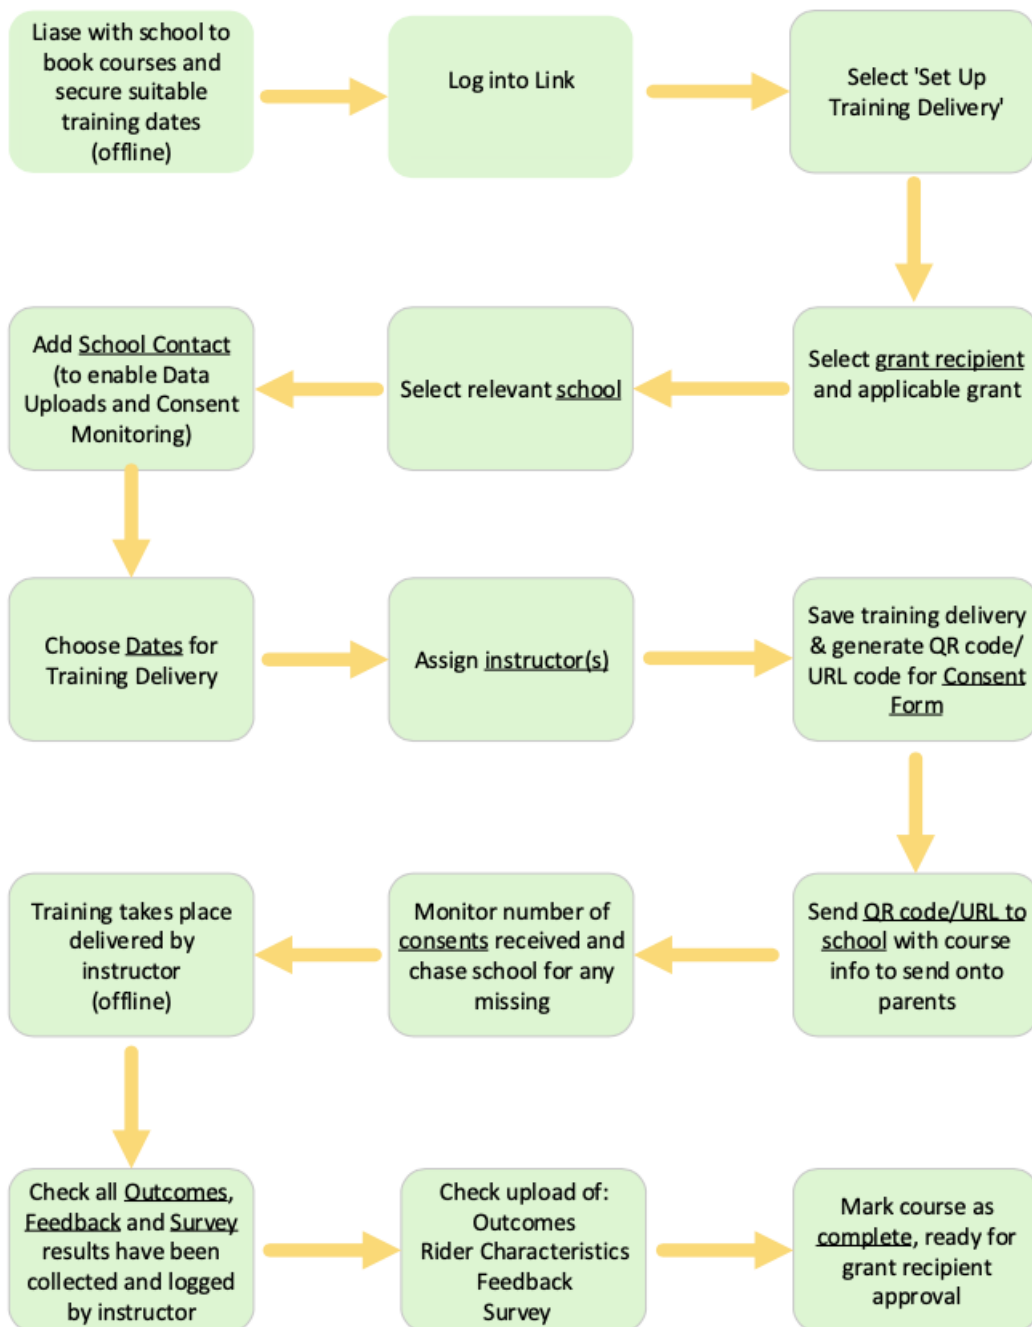 Liase with school to
book courses and
secure suitable
training dates
(offline)
Log into Link
Select 'Set Up
Training Delivery'
Select grant recipient
and applicable grant
Select relevant school
Add School Contact
(to enable Data
Uploads and Consent
Monitoring)
Choose Dates for
Training Delivery
Assign instructor(s)
Save training delivery
& generate QR code/
URL code for Consent
Form
Send QR code/URL to
school with course
info to send onto
parents
Monitor number of
consents received and
chase school for any
missing
Training takes place
delivered by
instructor
(offline)
Check all Outcomes,
Feedback and Survey
results have been
collected and logged
by instructor
Check upload of:
Outcomes
Rider Characteristics
Feedback
Survey
Mark course as
complete, ready for
grant recipient
approval